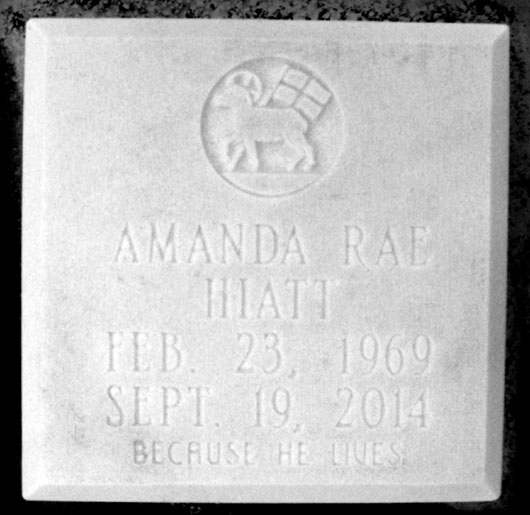 AMANDA RAE
HIATT
FEB. 23, 1969
SEPT. 19, 2014
BECAUSE HE LIVES